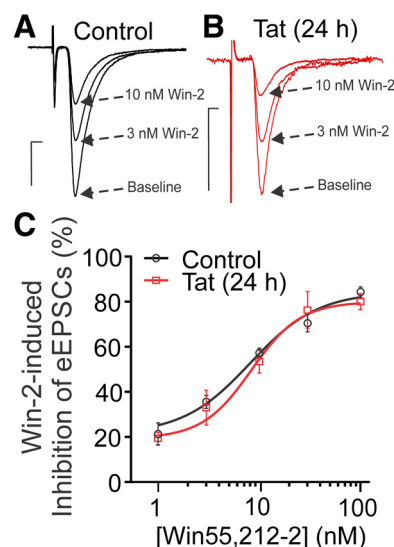 A
Control
10 nM Win-2
3 nM Win-2
Baseline
B
Tat (24 h)
10 nM Win-2
3 nM Win-2
Baseline
C
Win-2-induced
Inhibition of eEPSCs (%)
100
80
60
40
20
0
Control
Tat (24 h)
1 10 100
[Win55,212-2] (nM)